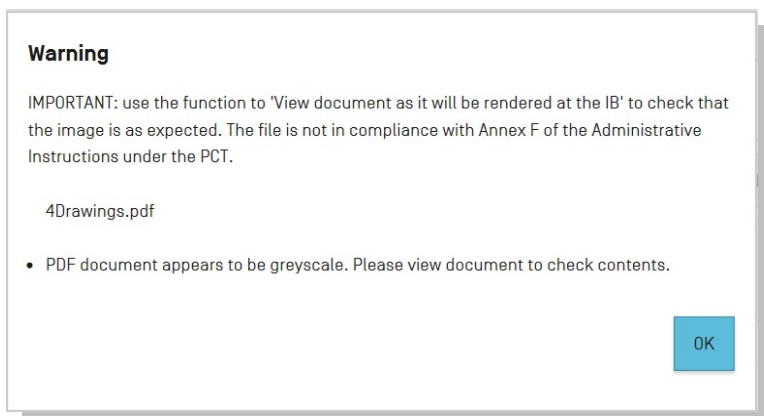 Warning
IMPORTANT: use the function to 'View document as it will be rendered at the IB' to check that
the image is as expected. The file is not in compliance with Annex F of the Administrative
Instructions under the PCT.
4Drawings.pdf
• PDF document appears to be greyscale. Please view document to check contents.
OK